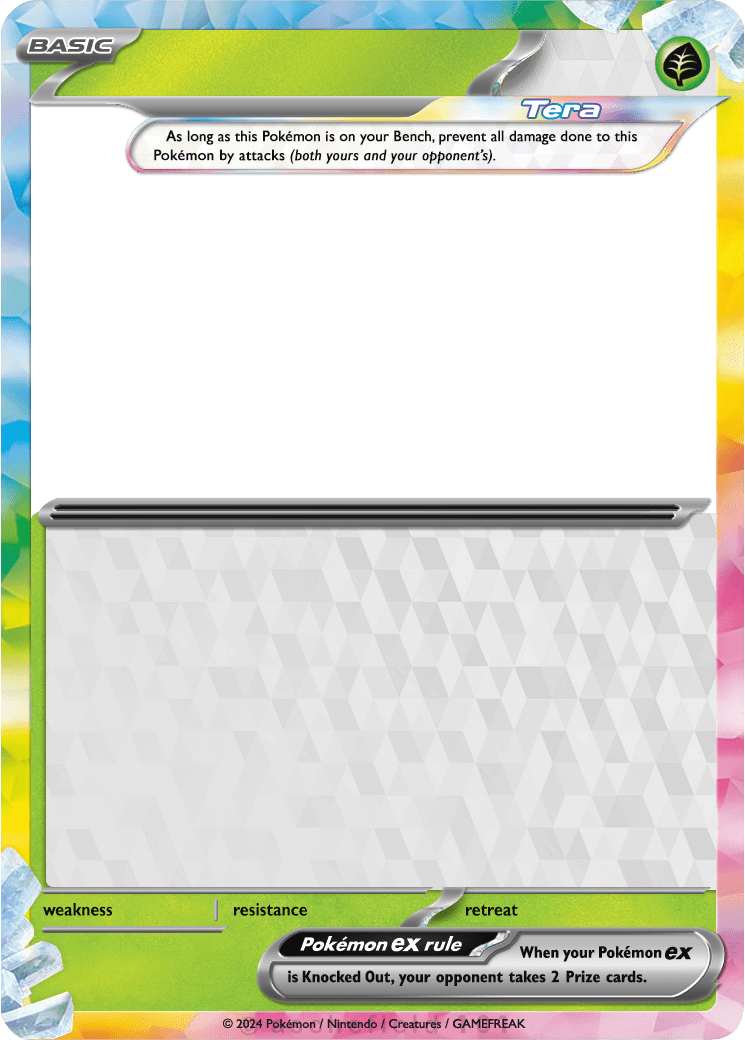 BASIC
Tera
As long as this Pokémon is on your Bench, prevent all damage done to this
Pokémon by attacks (both yours and your opponent's).
weakness
resistance
retreat
Pokémon ex rule
When your Pokémon ex
is Knocked Out, your opponent takes 2 Prize cards.
© 2024 Pokémon / Nintendo / Creatures / GAMEFREAK